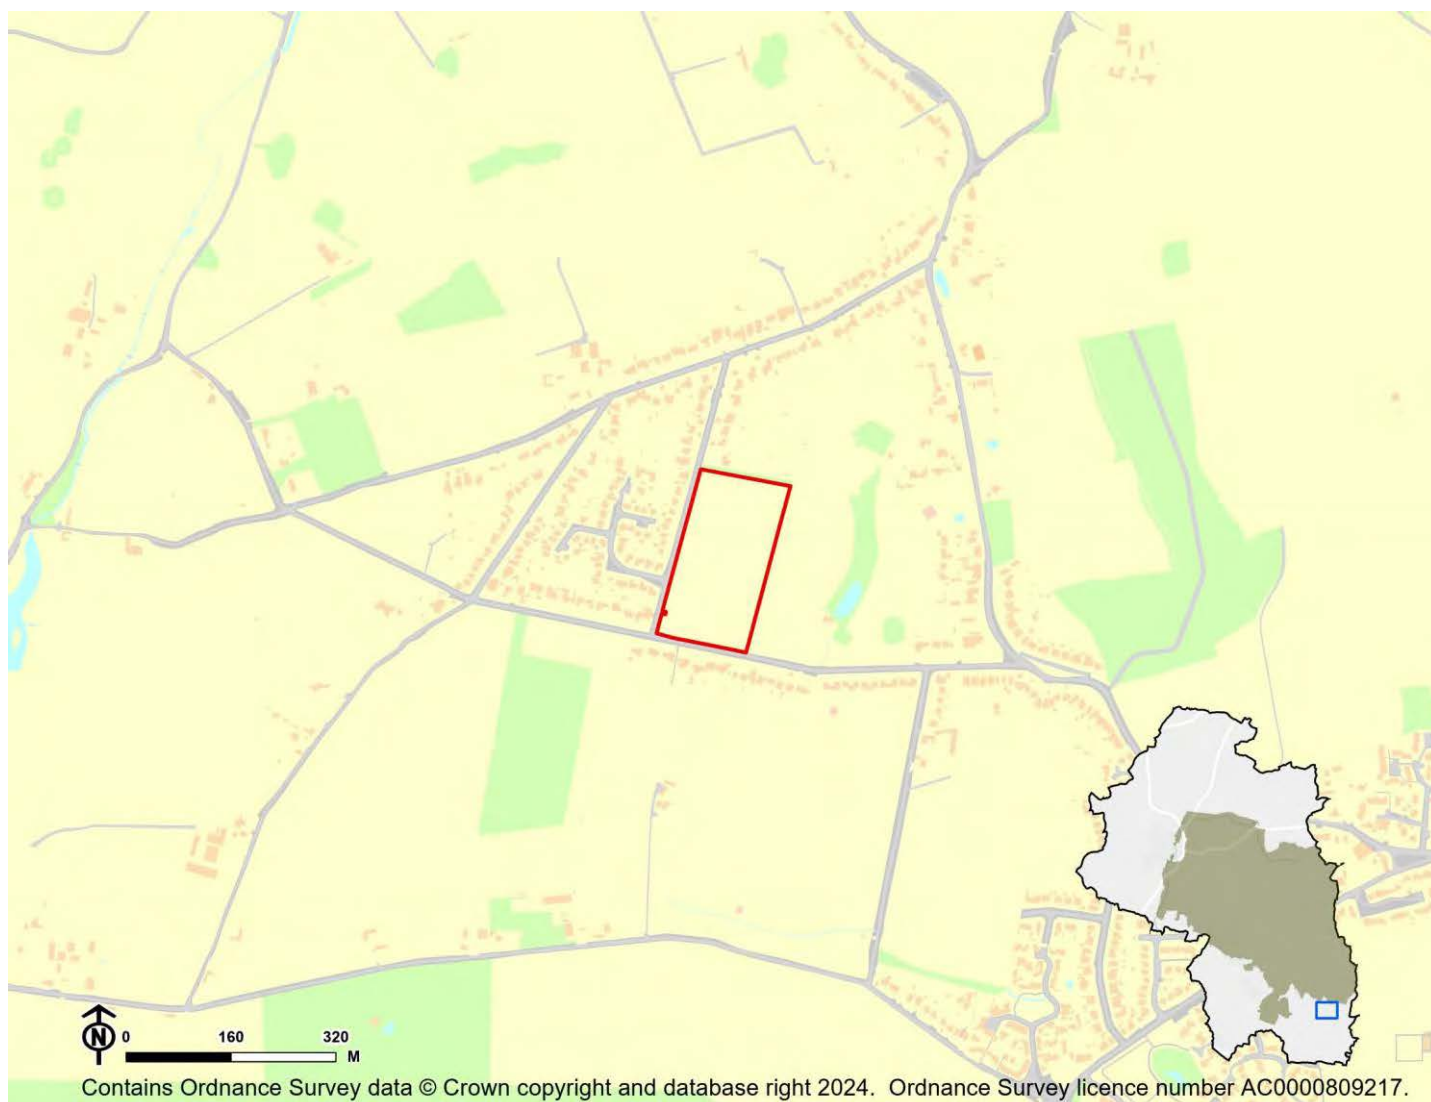 N
0 160 320
M
Contains Ordnance Survey data © Crown copyright and database right 2024. Ordnance Survey licence number AC0000809217.